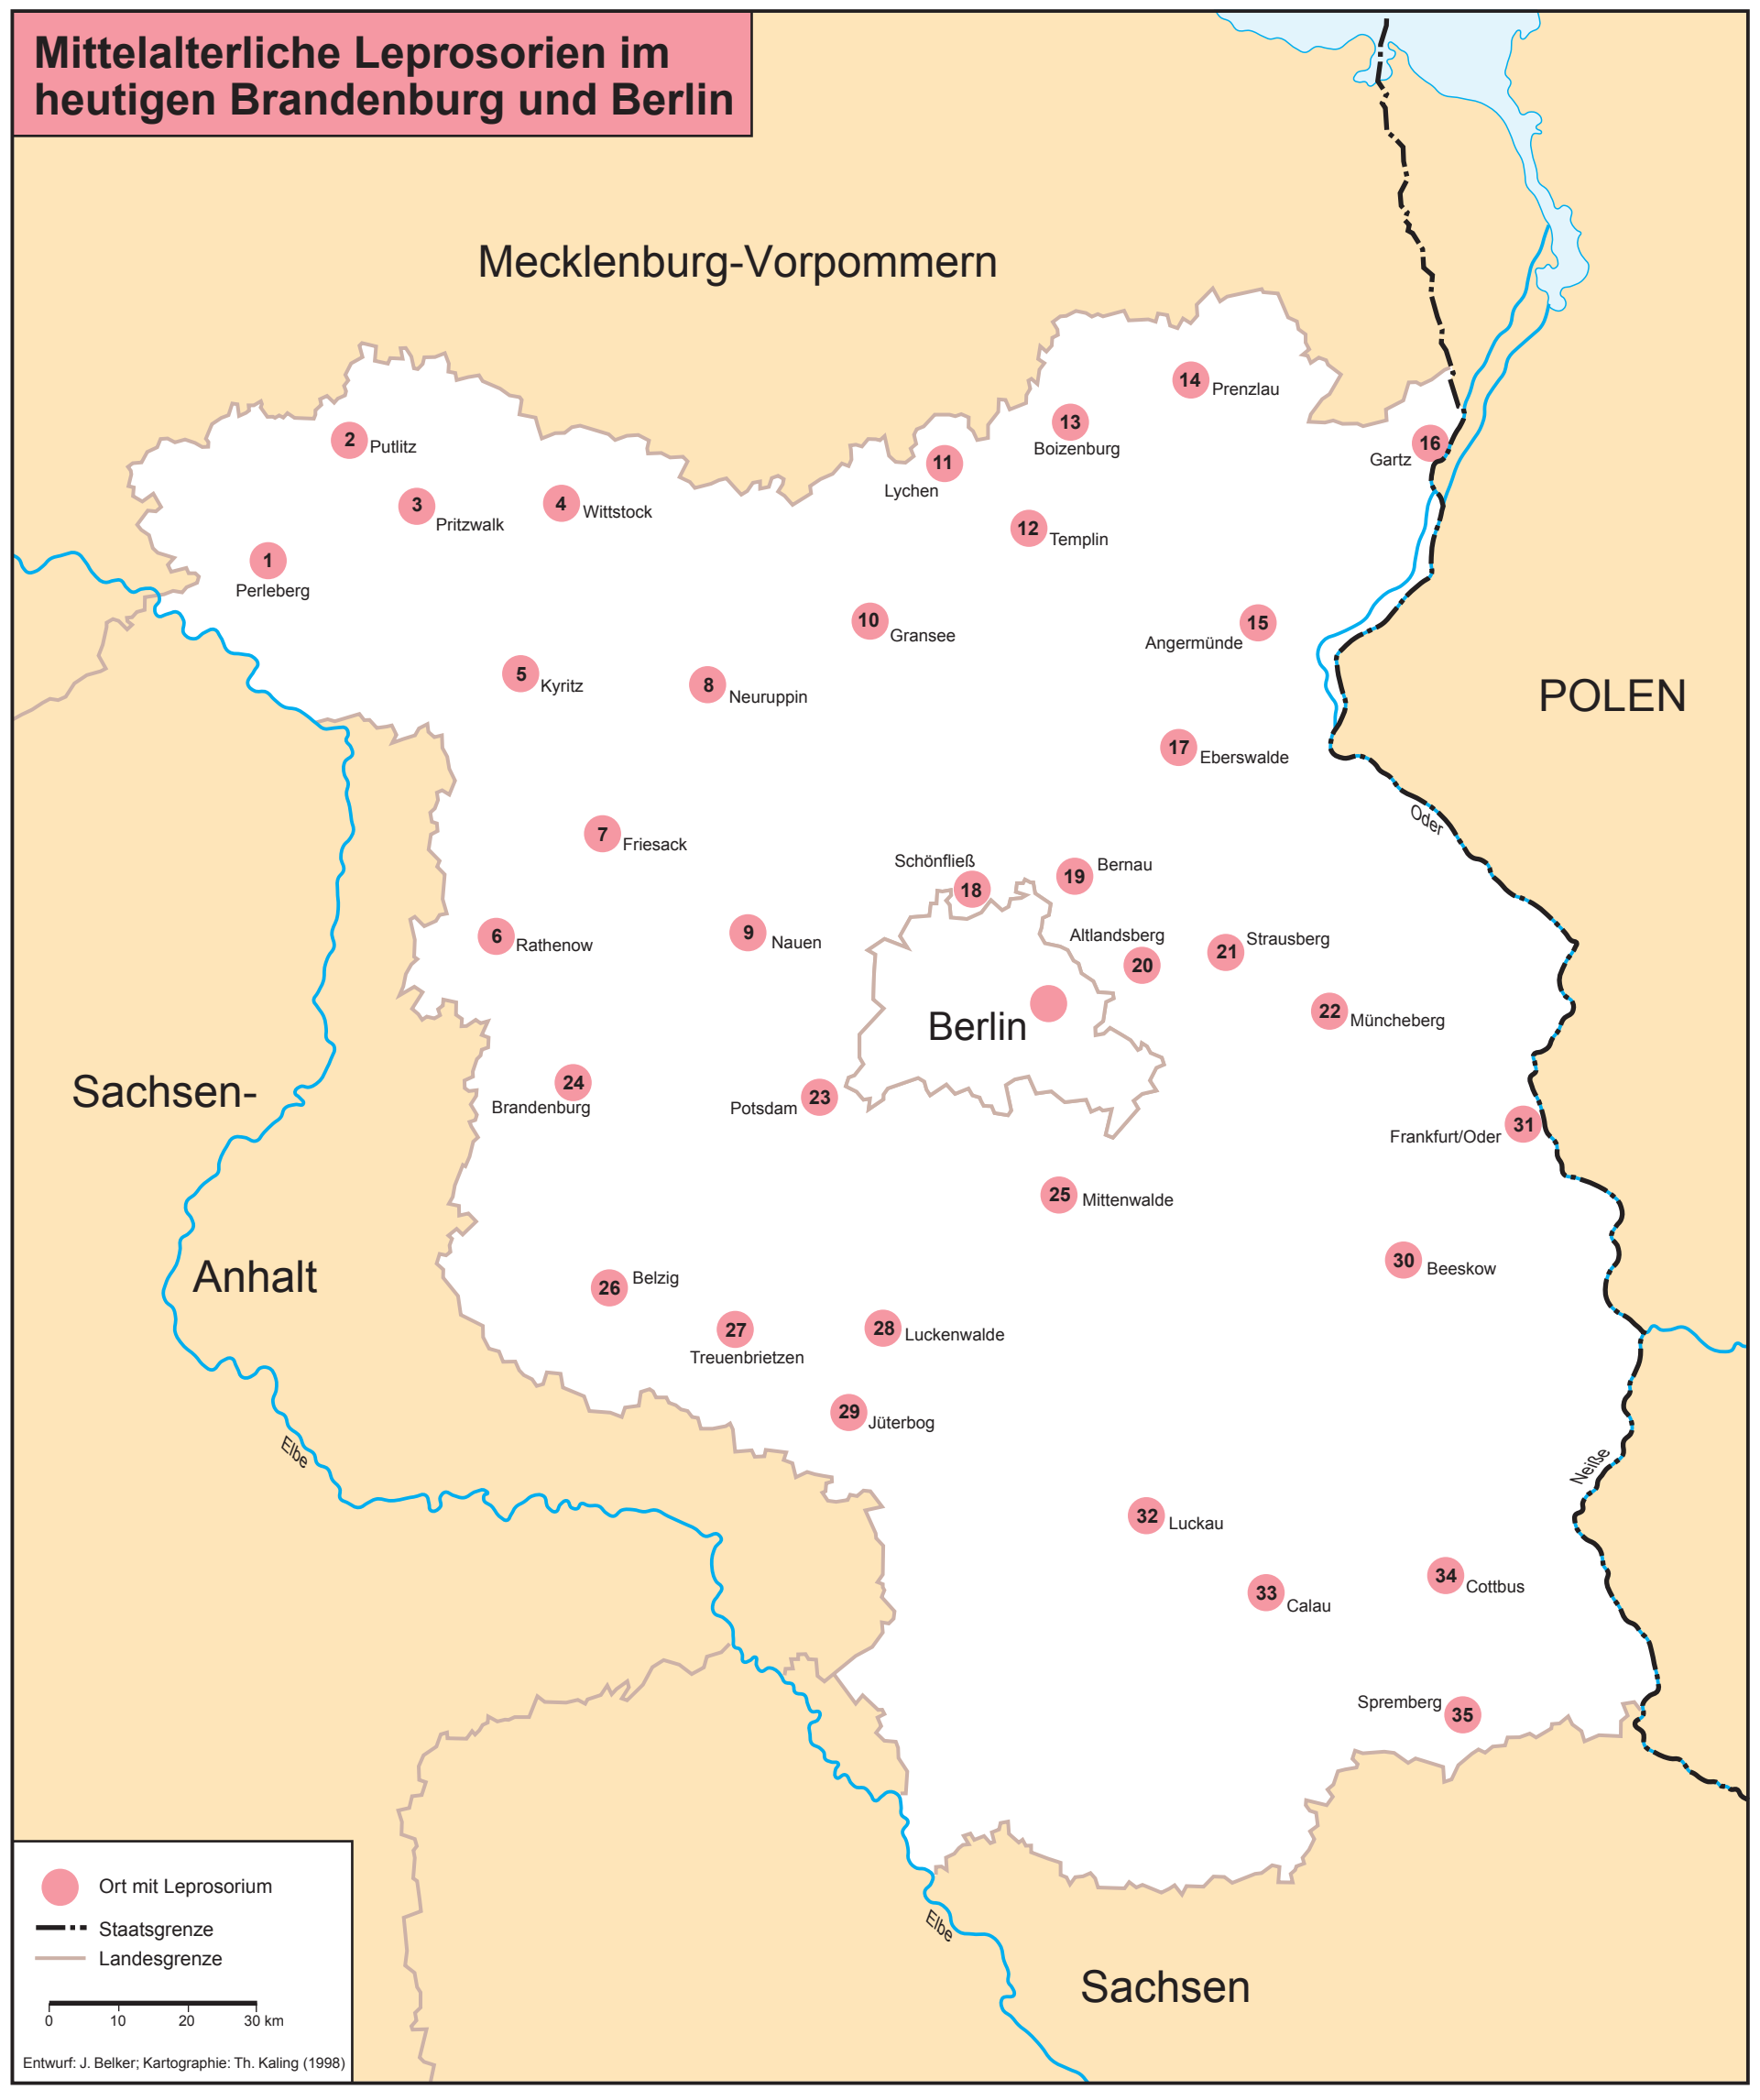 Mittelalterliche Leprosorien im
heutigen Brandenburg und Berlin
Mecklenburg-Vorpommern
14
Prenzlau
13
Boizenburg
16
Gartz
2
Putlitz
11
Lychen
3
Pritzwalk
4
Wittstock
12
Templin
1
Perleberg
10
Gransee
15
Angermünde
5
Kyritz
8
Neuruppin
POLEN
17
Eberswalde
Oder
7
Friesack
Schönfließ
18
19
Bernau
6
Rathenow
9
Nauen
Altlandsberg
20
21
Strausberg
22
Müncheberg
Berlin
Sachsen-
24
Brandenburg
Potsdam
23
Frankfurt/Oder
31
25
Mittenwalde
Anhalt
30
Beeskow
26
Belzig
27
Treuenbrietzen
28
Luckenwalde
29
Jüterbog
Elbe
Neiße
32
Luckau
33
Calau
34
Cottbus
Spremberg
35
Elbe
Sachsen
Ort mit Leprosorium
Staatsgrenze
Landesgrenze
0 10 20 30 km
Entwurf: J. Belker; Kartographie: Th. Kaling (1998)